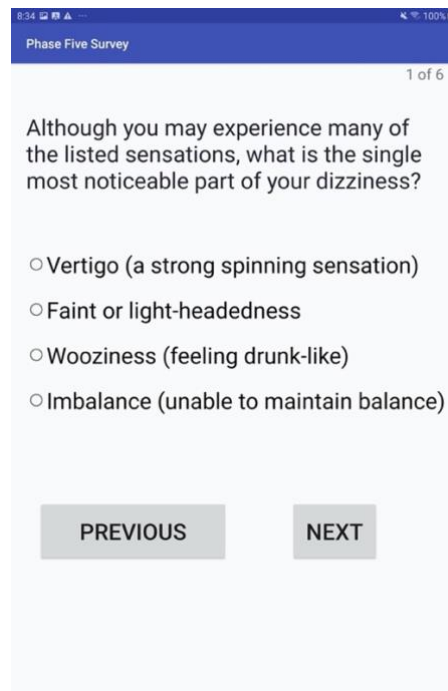 8:34
100%
Phase Five Survey
1 of 6
Although you may experience many of
the listed sensations, what is the single
most noticeable part of your dizziness?
Vertigo (a strong spinning sensation)
Faint or light-headedness
Wooziness (feeling drunk-like)
Imbalance (unable to maintain balance)
PREVIOUS
NEXT